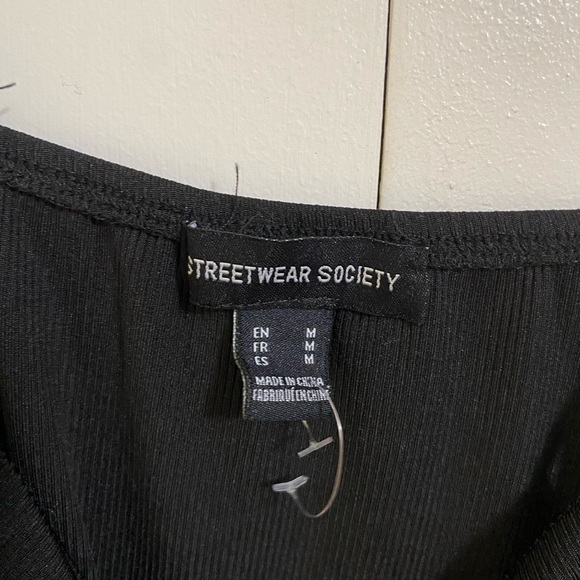 STREETWEAR SOCIETY
EN M
FR M
ES M
MADE IN CHINA
FABRIQUÉ EN CHINE